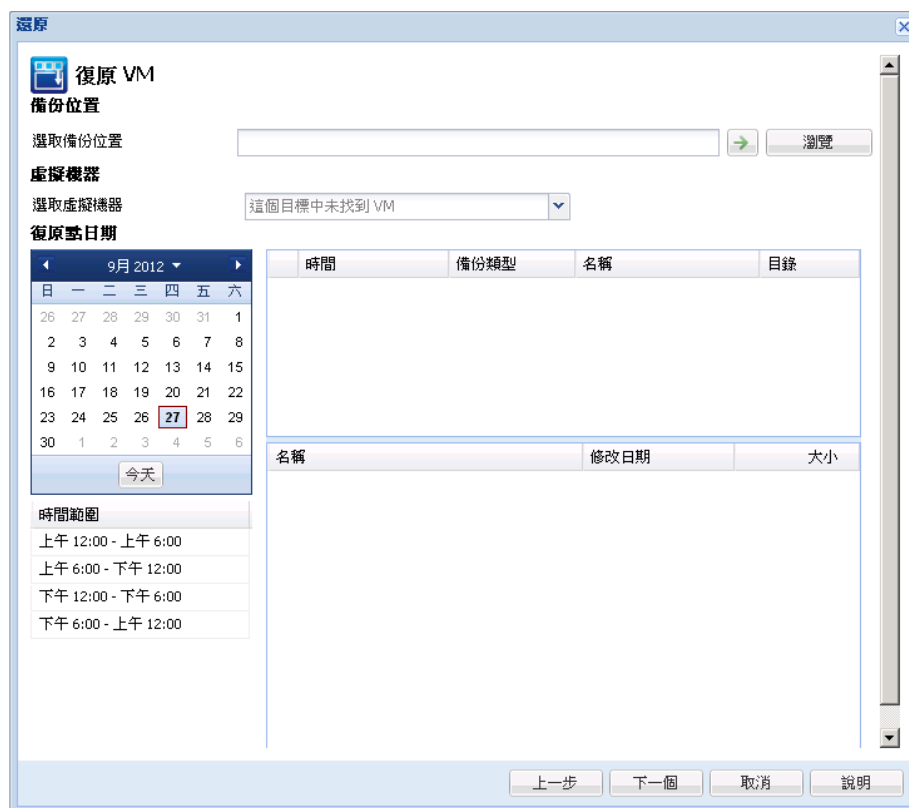 還原
復原 VM
備份位置
選取備份位置 瀏覽
虛擬機器
選取虛擬機器 這個目標中未找到 VM
復原點日期
9月 2012
日 一 二 三 四 五 六
26 27 28 29 30 31 1
2 3 4 5 6 7 8
9 10 11 12 13 14 15
16 17 18 19 20 21 22
23 24 25 26 27 28 29
30 1 2 3 4 5 6
今天
時間範圍
上午 12:00 - 上午 6:00
上午 6:00 - 下午 12:00
下午 12:00 - 下午 6:00
下午 6:00 - 上午 12:00
時間 備份類型 名稱 目錄
名稱 修改日期 大小
上一步 下一個 取消 說明